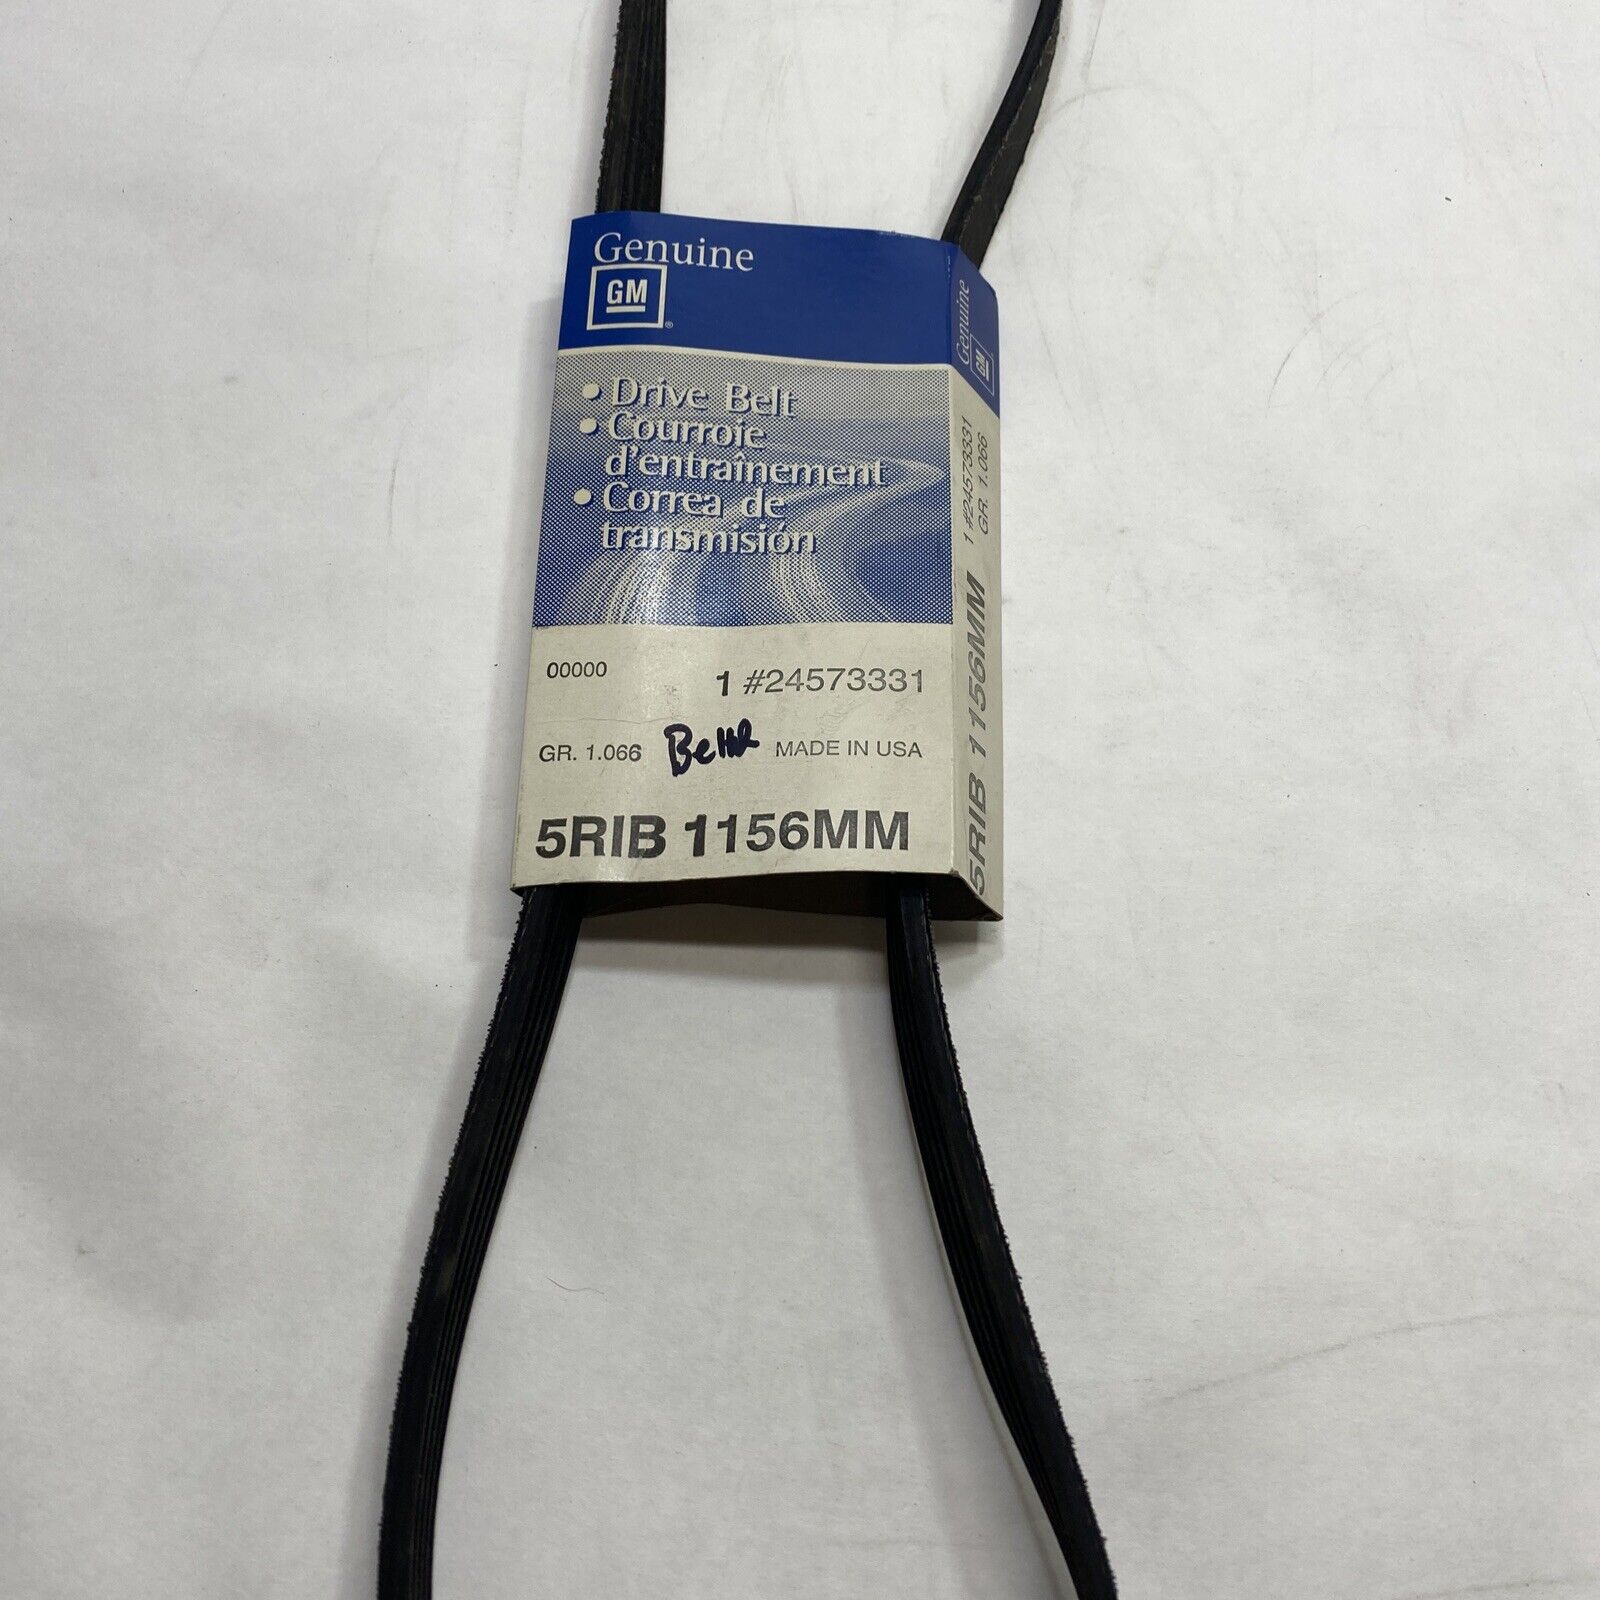 Genuine
GM
®
• Drive Belt
• Courroie
d'entraînement
• Correa de
transmisión
00000
1 #24573331
GR. 1.066
MADE IN USA
5RIB 1156MM
Genuine
GM
1 #24573331
GR. 1.066
5RIB 1156MM